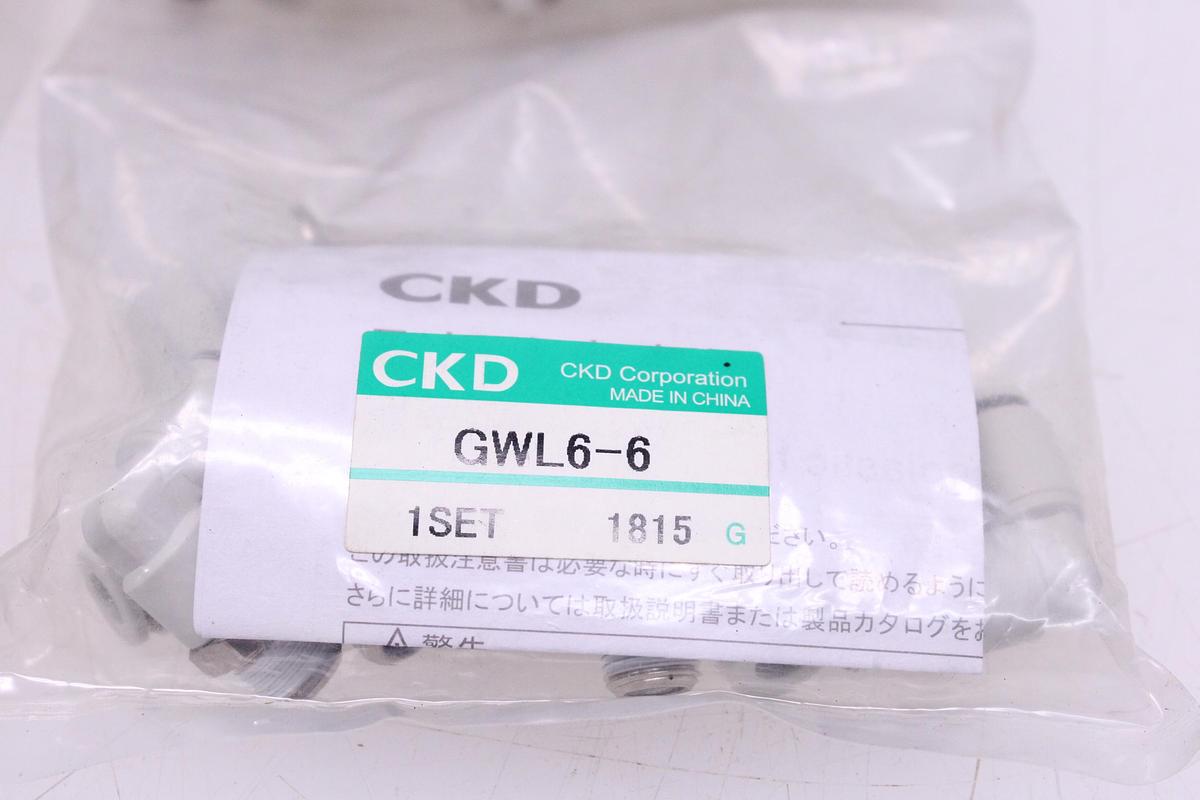 CKD
CKD
CKD Corporation
MADE IN CHINA
GWL6-6
1SET 1815 G
ださい。
この取扱注意書は必要な時にすぐ取り出して読めるように
さらに詳細については取扱説明書または製品カタログをお
警告